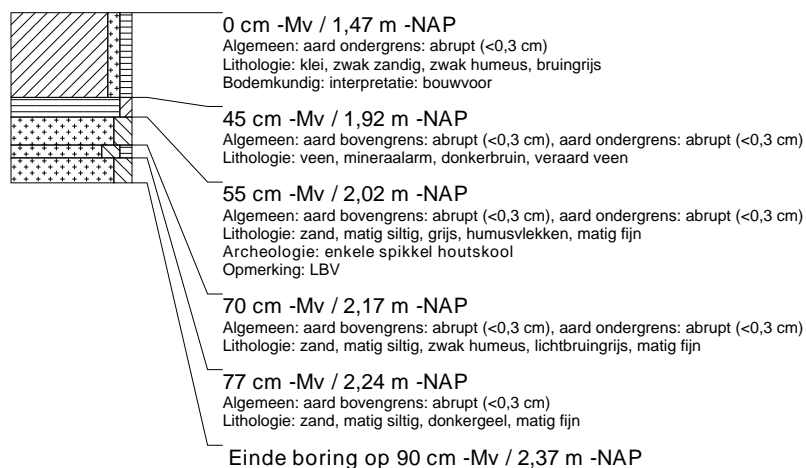 0 cm -Mv / 1,47 m -NAP
Algemeen: aard ondergrens: abrupt (<0,3 cm)
Lithologie: klei, zwak zandig, zwak humeus, bruingrijs
Bodemkundig: interpretatie: bouwvoor
45 cm -Mv / 1,92 m -NAP
Algemeen: aard bovengrens: abrupt (<0,3 cm), aard ondergrens: abrupt (<0,3 cm)
Lithologie: veen, mineraalarm, donkerbruin, veraard veen
55 cm -Mv / 2,02 m -NAP
Algemeen: aard bovengrens: abrupt (<0,3 cm), aard ondergrens: abrupt (<0,3 cm)
Lithologie: zand, matig siltig, grijs, humusvlekken, matig fijn
Archeologie: enkele spikkel houtskool
Opmerking: LBV
70 cm -Mv / 2,17 m -NAP
Algemeen: aard bovengrens: abrupt (<0,3 cm), aard ondergrens: abrupt (<0,3 cm)
Lithologie: zand, matig siltig, zwak humeus, lichtbruingrijs, matig fijn
77 cm -Mv / 2,24 m -NAP
Algemeen: aard bovengrens: abrupt (<0,3 cm)
Lithologie: zand, matig siltig, donkergeel, matig fijn
Einde boring op 90 cm -Mv / 2,37 m -NAP